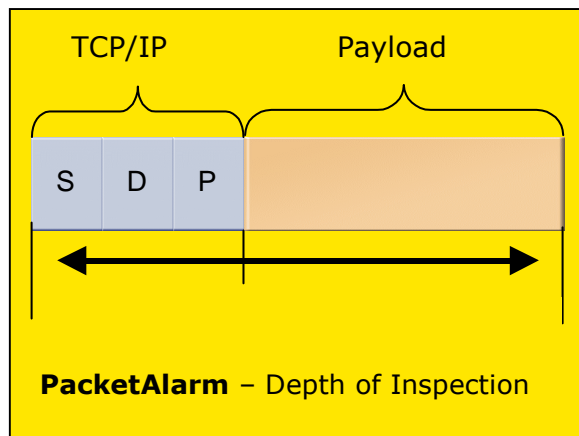 TCP/IP Payload
S D P
PacketAlarm – Depth of Inspection